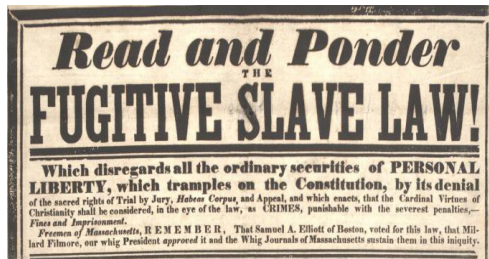 Read and Ponder
THE
FUGITIVE SLAVE LAW!
Which disregards all the ordinary securities of PERSONAL
LIBERTY, which tramples on the Constitution, by its denial
of the sacred rights of Trial by Jury, Habeas Corpus, and Appeal, and which enacts, that the Cardinal Virtues of
Christianity shall be considered, in the eye of the law, as CRIMES, punishable with the severest penalties,—
Fines and Imprisonment.
Freemen of Massachusetts, REMEMBER, That Samuel A. Elliott of Boston, voted for this law, that Mil-
lard Filmore, our whig President approved it and the Whig Journals of Massachusetts sustain them in this iniquity.